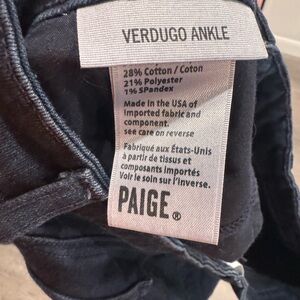 VERDUGO ANKLE
28% Cotton / Coton
21% Polyester
1% SPandex
Made in the USA of
Imported fabric and
component.
see care on reverse
Fabriqué aux États-Unis
à partir de tissus et
composants importés
Voir le soin sur l'inverse.
PAIGE®